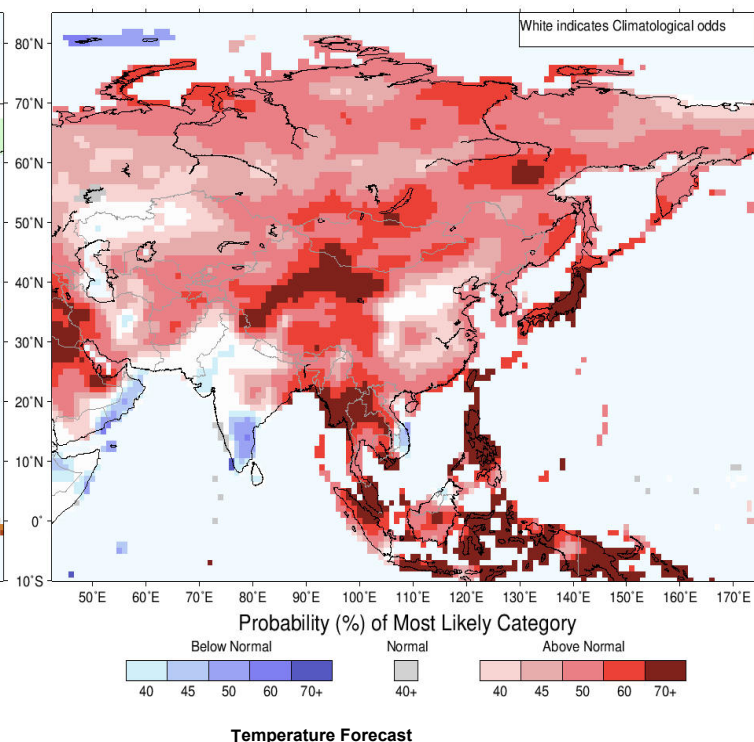 White indicates Climatological odds
80˚N
70˚N
60˚N
50˚N
40˚N
30˚N
20˚N
10˚N
0˚
10˚S
50˚E 60˚E 70˚E 80˚E 90˚E 100˚E 110˚E 120˚E 130˚E 140˚E 150˚E 160˚E 170˚E
Probability (%) of Most Likely Category
Below Normal Normal Above Normal
40 45 50 60 70+ 40+ 40 45 50 60 70+
Temperature Forecast